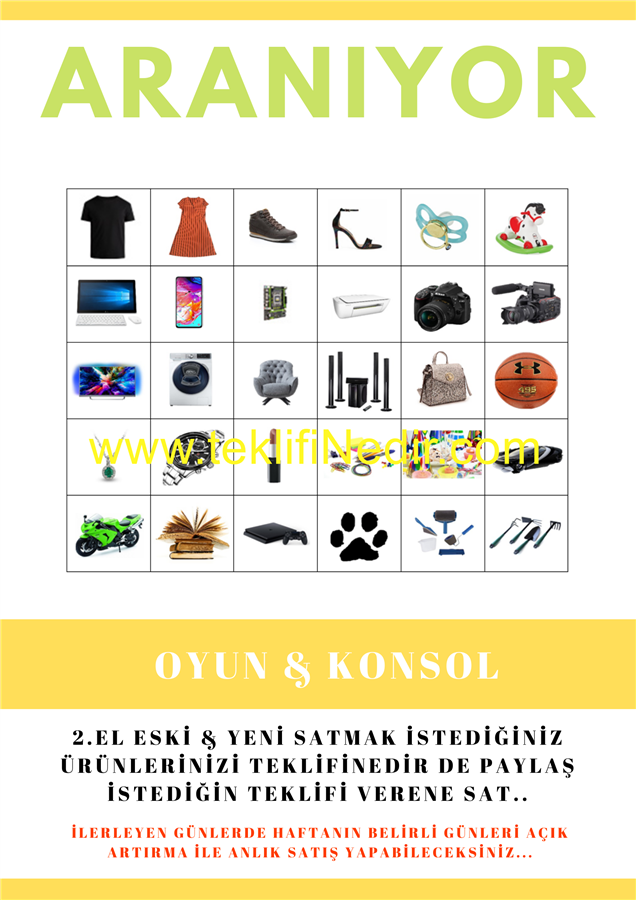 ARANIYOR
www.teklifiNedir.com
OYUN & KONSOL
2.EL ESKİ & YENİ SATMAK İSTEDİĞİNİZ
ÜRÜNLERİNİZİ TEKLİFİNEDİR DE PAYLAŞ
İSTEDİĞİN TEKLİFİ VERENE SAT..
İLERLEYEN GÜNLERDE HAFTANIN BELİRLİ GÜNLERİ AÇIK
ARTIRMA İLE ANLIK SATIŞ YAPABİLECEKSİNİZ...